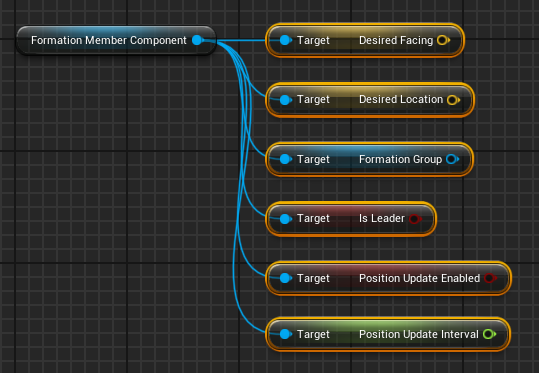 Formation Member Component
Target Desired Facing
Target Desired Location
Target Formation Group
Target Is Leader
Target Position Update Enabled
Target Position Update Interval